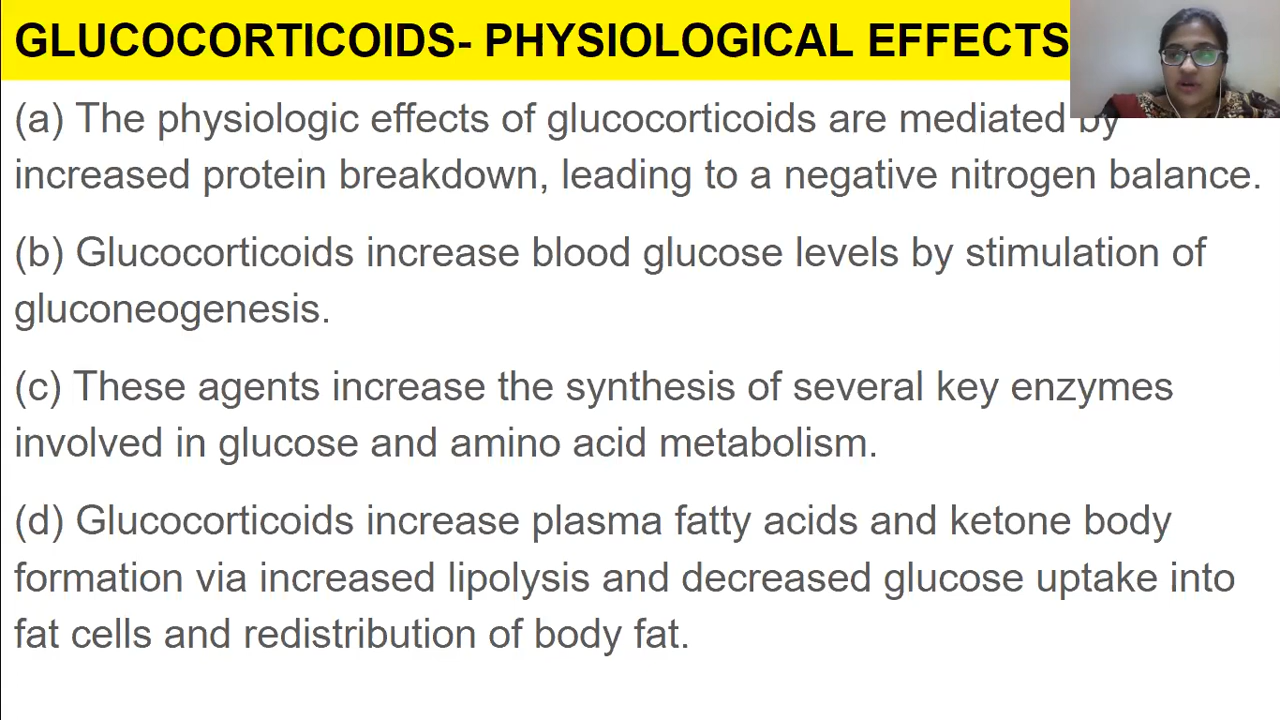 GLUCOCORTICOIDS- PHYSIOLOGICAL EFFECTS
(a) The physiologic effects of glucocorticoids are mediated by
increased protein breakdown, leading to a negative nitrogen balance.
(b) Glucocorticoids increase blood glucose levels by stimulation of
gluconeogenesis.
(c) These agents increase the synthesis of several key enzymes
involved in glucose and amino acid metabolism.
(d) Glucocorticoids increase plasma fatty acids and ketone body
formation via increased lipolysis and decreased glucose uptake into
fat cells and redistribution of body fat.